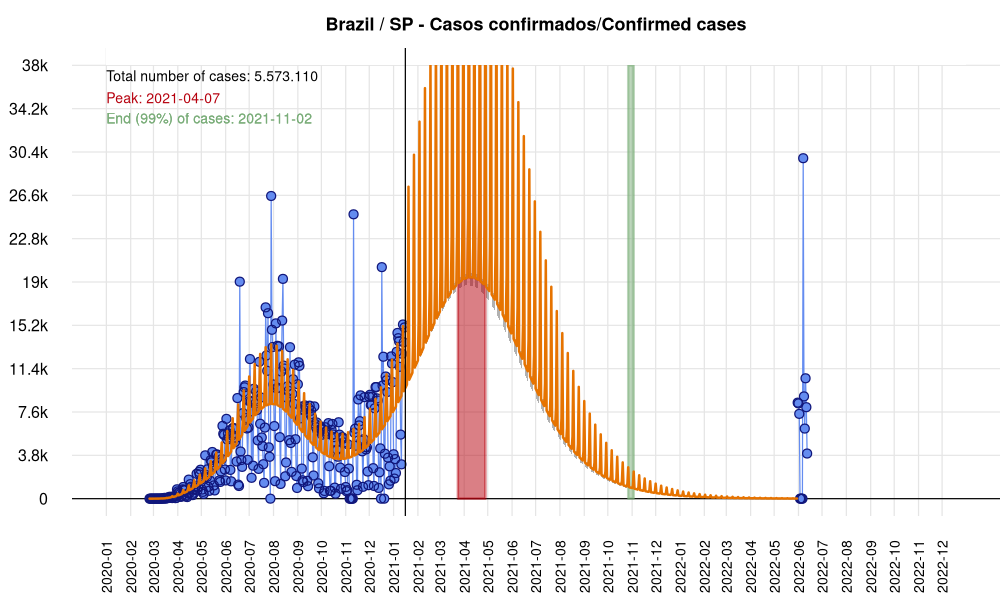 Brazil / SP - Casos confirmados/Confirmed cases
Total number of cases: 5.573.110
Peak: 2021-04-07
End (99%) of cases: 2021-11-02
38k
34.2k
30.4k
26.6k
22.8k
19k
15.2k
11.4k
7.6k
3.8k
0
2020-01
2020-02
2020-03
2020-04
2020-05
2020-06
2020-07
2020-08
2020-09
2020-10
2020-11
2020-12
2021-01
2021-02
2021-03
2021-04
2021-05
2021-06
2021-07
2021-08
2021-09
2021-10
2021-11
2021-12
2022-01
2022-02
2022-03
2022-04
2022-05
2022-06
2022-07
2022-08
2022-09
2022-10
2022-11
2022-12